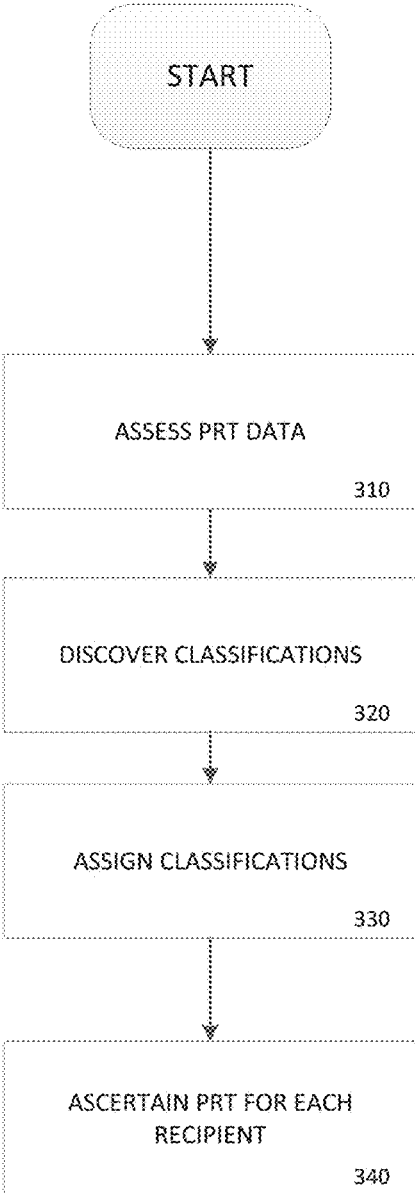 START
ASSESS PRT DATA
310
DISCOVER CLASSIFICATIONS
320
ASSIGN CLASSIFICATIONS
330
ASCERTAIN PRT FOR EACH
RECIPIENT
340